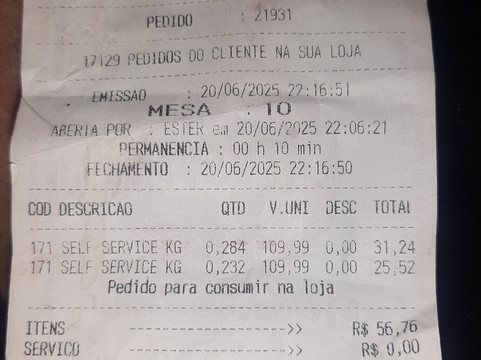 PEDIDO : 21931
17129 PEDIDOS DO CLIENTE NA SUA LOJA
EMISSAO : 20/06/2025 22:16:51
MESA : 10
ABERTA POR : ESTER em 20/06/2025 22:06:21
PERMANENCIA : 00 h 10 min
FECHAMENTO : 20/06/2025 22:16:50
COD DESCRICAO QTD V.UNI DESC TOTAL
171 SELF SERVICE KG 0,284 109,99 0,00 31,24
171 SELF SERVICE KG 0,232 109,99 0,00 25,52
Pedido para consumir na loja
ITENS ---------------------->> R$ 56,76
SERVICO ---------------------->> R$ 0,00